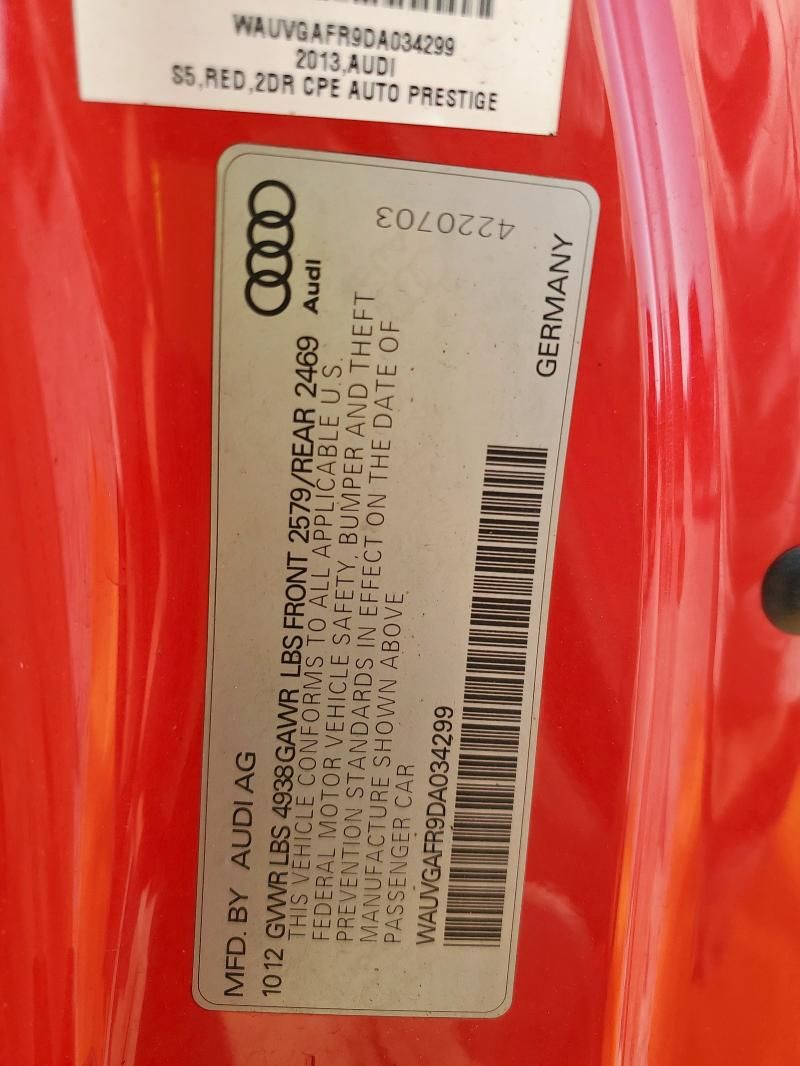 WAUVGAFR9DA034299
2013,AUDI
S5,RED,2DR CPE AUTO PRESTIGE
MFD. BY AUDI AG
Audi
1012 GVWR LBS 4938 GAWR LBS FRONT 2579/REAR 2469
THIS VEHICLE CONFORMS TO ALL APPLICABLE U.S.
FEDERAL MOTOR VEHICLE SAFETY, BUMPER AND THEFT
PREVENTION STANDARDS IN EFFECT ON THE DATE OF
MANUFACTURE SHOWN ABOVE
PASSENGER CAR
WAUVGAFR9DA034299
GERMANY
4220703